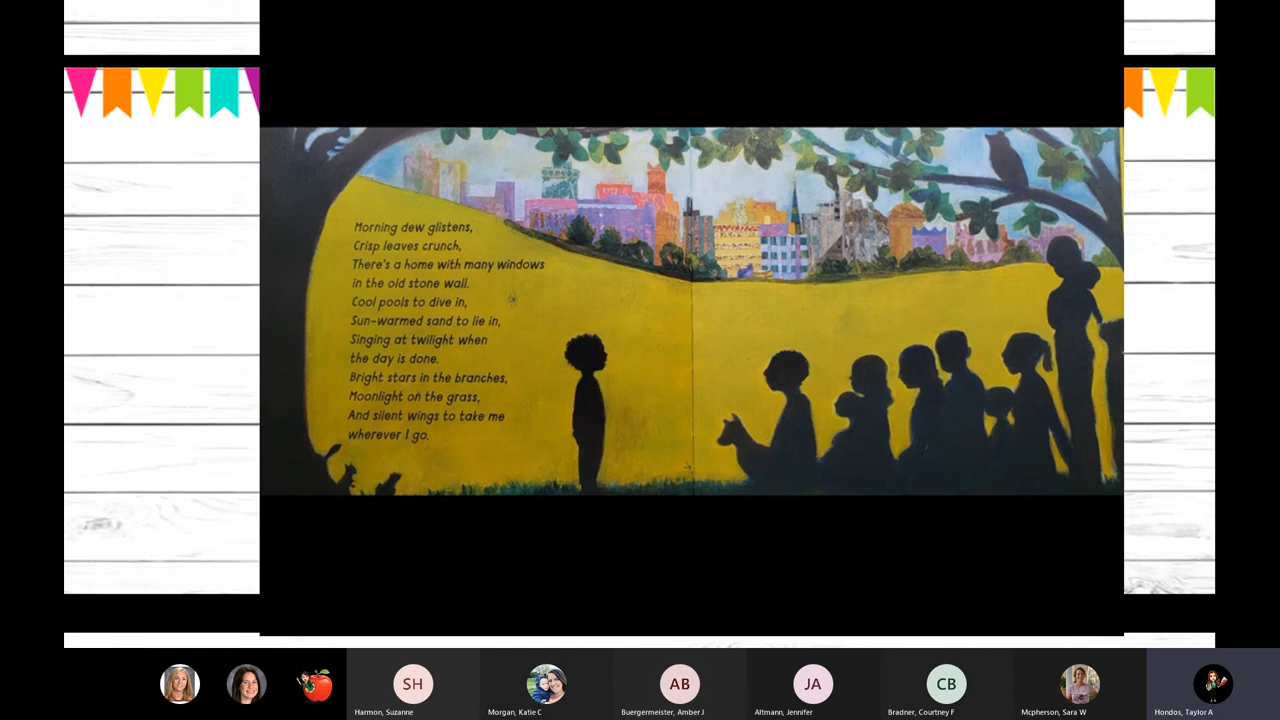 Morning dew glistens,
Crisp leaves crunch,
There's a home with many windows
in the old stone wall.
Cool pools to dive in,
Sun-warmed sand to lie in,
Singing at twilight when
the day is done.
Bright stars in the branches,
Moonlight on the grass,
And silent wings to take me
wherever I go.
SH
AB
JA
CB
Harmon, Suzanne
Morgan, Katie C
Buergermeister, Amber J
Altmann, Jennifer
Bradner, Courtney F
Mcpherson, Sara W
Hondos, Taylor A